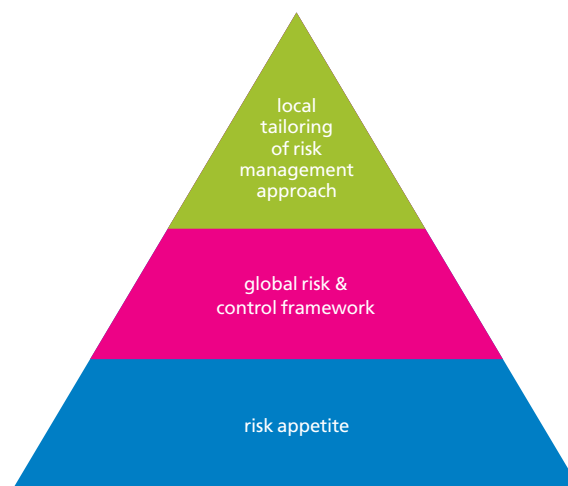 local
tailoring
of risk
management
approach
global risk &
control framework
risk appetite